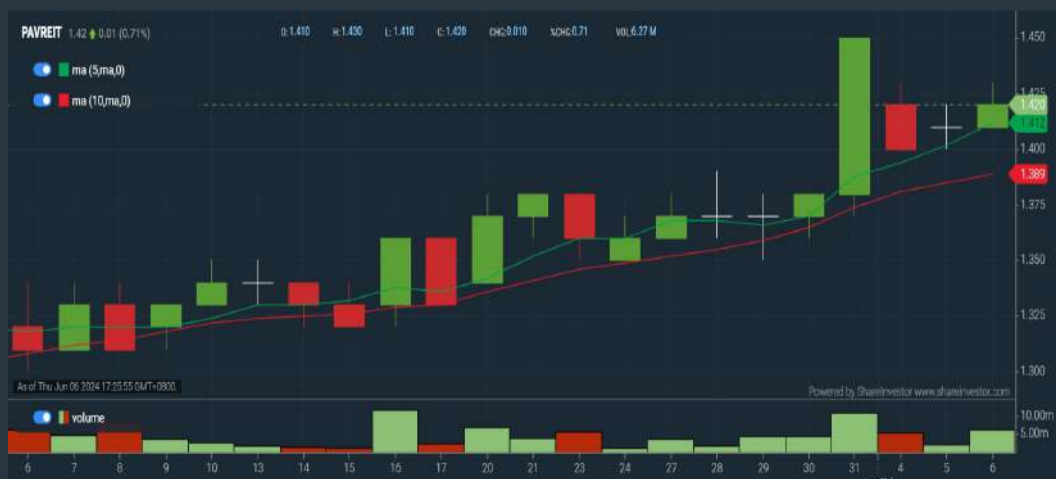 PAVREIT 1.42 0.01 (0.71%) O:1.410 H:1.430 L:1.410 C:1.420 CHG:0.010 %CHG:0.71 VOL:6.27 M
ma (5,ma,0)
ma (10,ma,0)
1.450
1.425
1.420
1.412
1.400
1.389
1.375
1.350
1.325
1.300
As of Thu Jun 06 2024 17:25:55 GMT+0800. Powered by ShareInvestor www.shareinvestor.com
volume
10.00m
5.00m
6 7 8 9 10 13 14 15 16 17 20 21 23 24 27 28 29 30 31 4 5 6